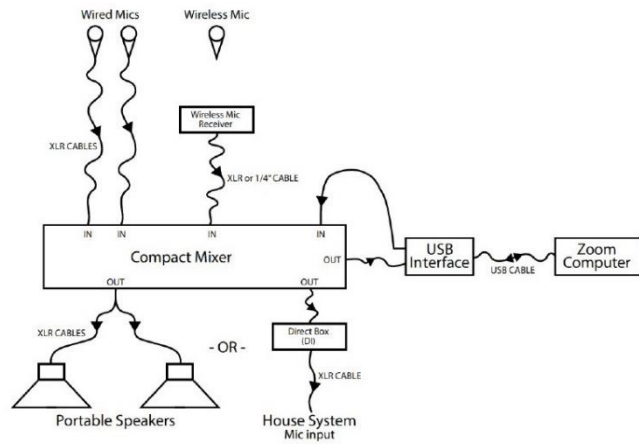 Wired Mics
Wireless Mic
Wireless Mic
Receiver
XLR CABLES
XLR or 1/4" CABLE
IN
IN
IN
IN
Compact Mixer
OUT
USB
Interface
USB CABLE
Zoom
Computer
OUT
OUT
XLR CABLES
- OR -
Direct Box
(DI)
XLR CABLE
Portable Speakers
House System
Mic input